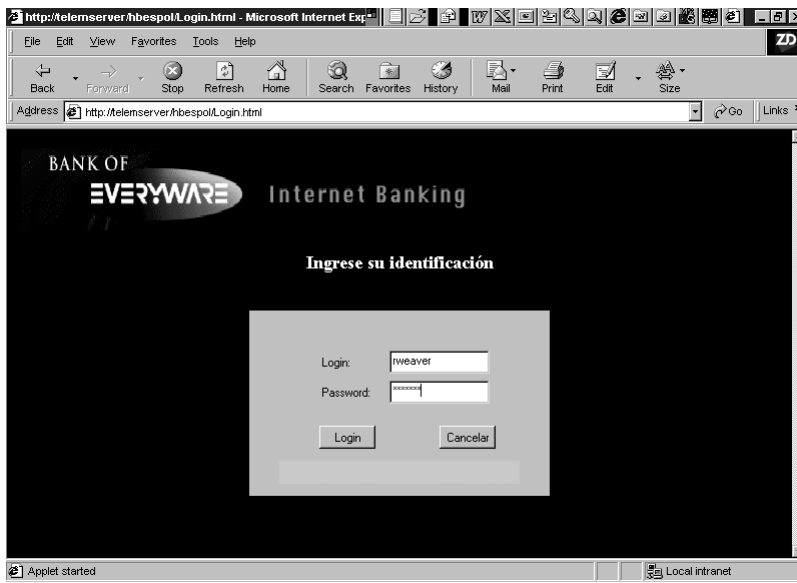 http://telemserver/hbespol/Login.html - Microsoft Internet Exp
File Edit View Favorites Tools Help
Back Forward Stop Refresh Home Search Favorites History Mail Print Edit Size
Address http://telemserver/hbespol/Login.html Go Links
BANK OF
EVERYWARE Internet Banking
Ingrese su identificación
Login: rweaver
Password: *******
Login Cancelar
Applet started Local intranet